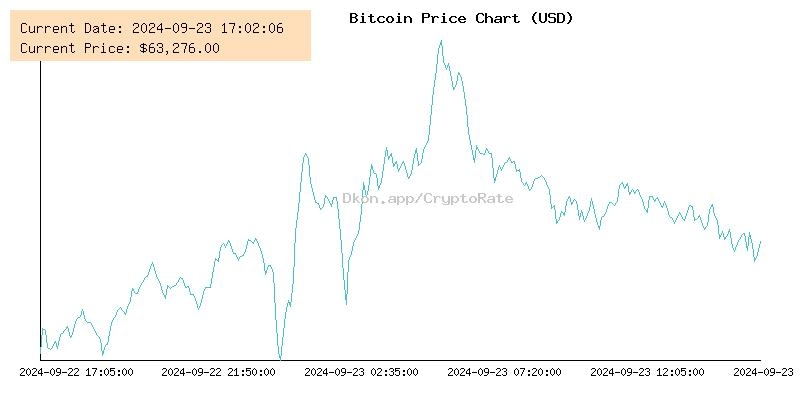 Bitcoin Price Chart (USD)
Current Date: 2024-09-23 17:02:06
Current Price: $63,276.00
Dkon.app/CryptoRate
2024-09-22 17:05:00 2024-09-22 21:50:00 2024-09-23 02:35:00 2024-09-23 07:20:00 2024-09-23 12:05:00 2024-09-23